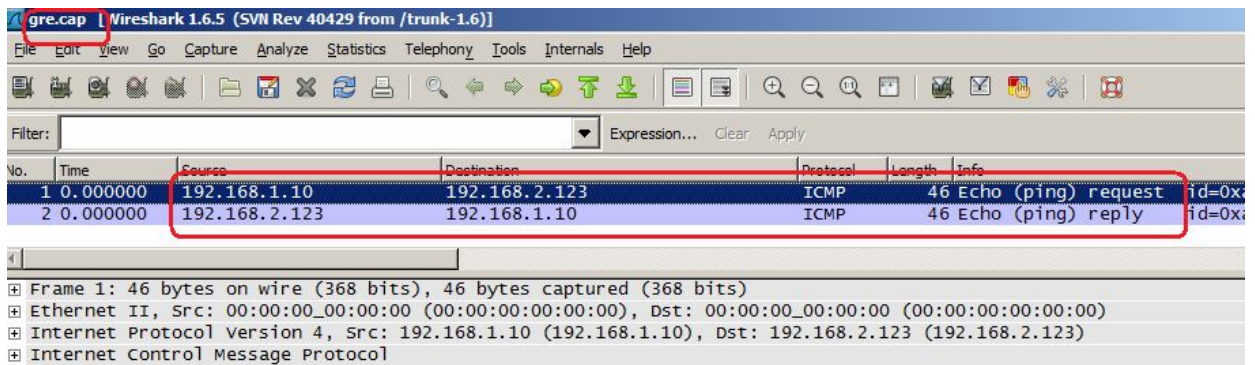 gre.cap [Wireshark 1.6.5 (SVN Rev 40429 from /trunk-1.6)]
File Edit View Go Capture Analyze Statistics Telephony Tools Internals Help
Filter: Expression... Clear Apply
No. Time Source Destination Protocol Length Info
1 0.000000 192.168.1.10 192.168.2.123 ICMP 46 Echo (ping) request id=0xa
2 0.000000 192.168.2.123 192.168.1.10 ICMP 46 Echo (ping) reply id=0xa
Frame 1: 46 bytes on wire (368 bits), 46 bytes captured (368 bits)
Ethernet II, Src: 00:00:00_00:00:00 (00:00:00:00:00:00), Dst: 00:00:00_00:00:00 (00:00:00:00:00:00)
Internet Protocol Version 4, Src: 192.168.1.10 (192.168.1.10), Dst: 192.168.2.123 (192.168.2.123)
Internet Control Message Protocol